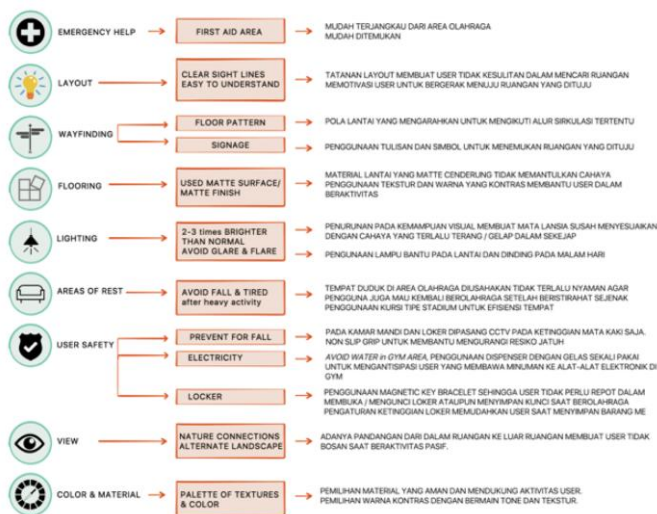 EMERGENCY HELP
FIRST AID AREA
MUDAH TERJANGKAU DARI AREA OLAHRAGA
MUDAH DITEMUKAN
LAYOUT
CLEAR SIGHT LINES
EASY TO UNDERSTAND
TATANAN LAYOUT MEMBUAT USER TIDAK KESULITAN DALAM MENCARI RUANGAN
MEMOTIVASI USER UNTUK BERGERAK MENUJU RUANGAN YANG DITUJU
WAYFINDING
FLOOR PATTERN
POLA LANTAI YANG MENGARAHKAN UNTUK MENGIKUTI ALUR SIRKULASI TERTENTU
SIGNAGE
PENGGUNAAN TULISAN DAN SIMBOL UNTUK MENEMUKAN RUANGAN YANG DITUJU
FLOORING
USED MATTE SURFACE/
MATTE FINISH
MATERIAL LANTAI YANG MATTE CENDERUNG TIDAK MEMANTULKAN CAHAYA
PENGGUNAAN TEKSTUR DAN WARNA YANG KONTRAS MEMBANTU USER DALAM
BERAKTIVITAS
LIGHTING
2-3 times BRIGHTER
THAN NORMAL
AVOID GLARE & FLARE
PENURUNAN PADA KEMAMPUAN VISUAL MEMBUAT MATA LANSIA SUSAH MENYESUAIKAN
DENGAN CAHAYA YANG TERLALU TERANG / GELAP DALAM SEKEJAP
PENGUNAAN LAMPU BANTU PADA LANTAI DAN DINDING PADA MALAM HARI
AREAS OF REST
AVOID FALL & TIRED
after heavy activity
TEMPAT DUDUK DI AREA OLAHRAGA DIUSAHAKAN TIDAK TERLALU NYAMAN AGAR
PENGGUNA JUGA MAU KEMBALI BEROLAHRAGA SETELAH BERISTIRAHAT SEJENAK
PENGGUNAAN KURSI TIPE STADIUM UNTUK EFISIENSI TEMPAT
USER SAFETY
PREVENT FOR FALL
PADA KAMAR MANDI DAN LOKER DIPASANG CCTV PADA KETINGGIAN MATA KAKI SAJA.
NON SLIP GRIP UNTUK MEMBANTU MENGURANGI RESIKO JATUH
ELECTRICITY
AVOID WATER in GYM AREA, PENGGUNAAN DISPENSER DENGAN GELAS SEKALI PAKAI
UNTUK MENGANTISIPASI USER YANG MEMBAWA MINUMAN KE ALAT-ALAT ELEKTRONIK DI
GYM
LOCKER
PENGGUNAAN MAGNETIC KEY BRACELET SEHINGGA USER TIDAK PERLU REPOT DALAM
MEMBUKA / MENGUNCI LOKER ATAUPUN MENYIMPAN KUNCI SAAT BEROLAHRAGA
PENGATURAN KETINGGIAN LOKER MEMUDAHKAN USER SAAT MENYIMPAN BARANG ME
VIEW
NATURE CONNECTIONS
ALTERNATE LANDSCAPE
ADANYA PANDANGAN DARI DALAM RUANGAN KE LUAR RUANGAN MEMBUAT USER TIDAK
BOSAN SAAT BERAKTIVITAS PASIF.
COLOR & MATERIAL
PALETTE OF TEXTURES
& COLOR
PEMILIHAN MATERIAL YANG AMAN DAN MENDUKUNG AKTIVITAS USER.
PEMILIHAN WARNA KONTRAS DENGAN BERMAIN TONE DAN TEKSTUR.